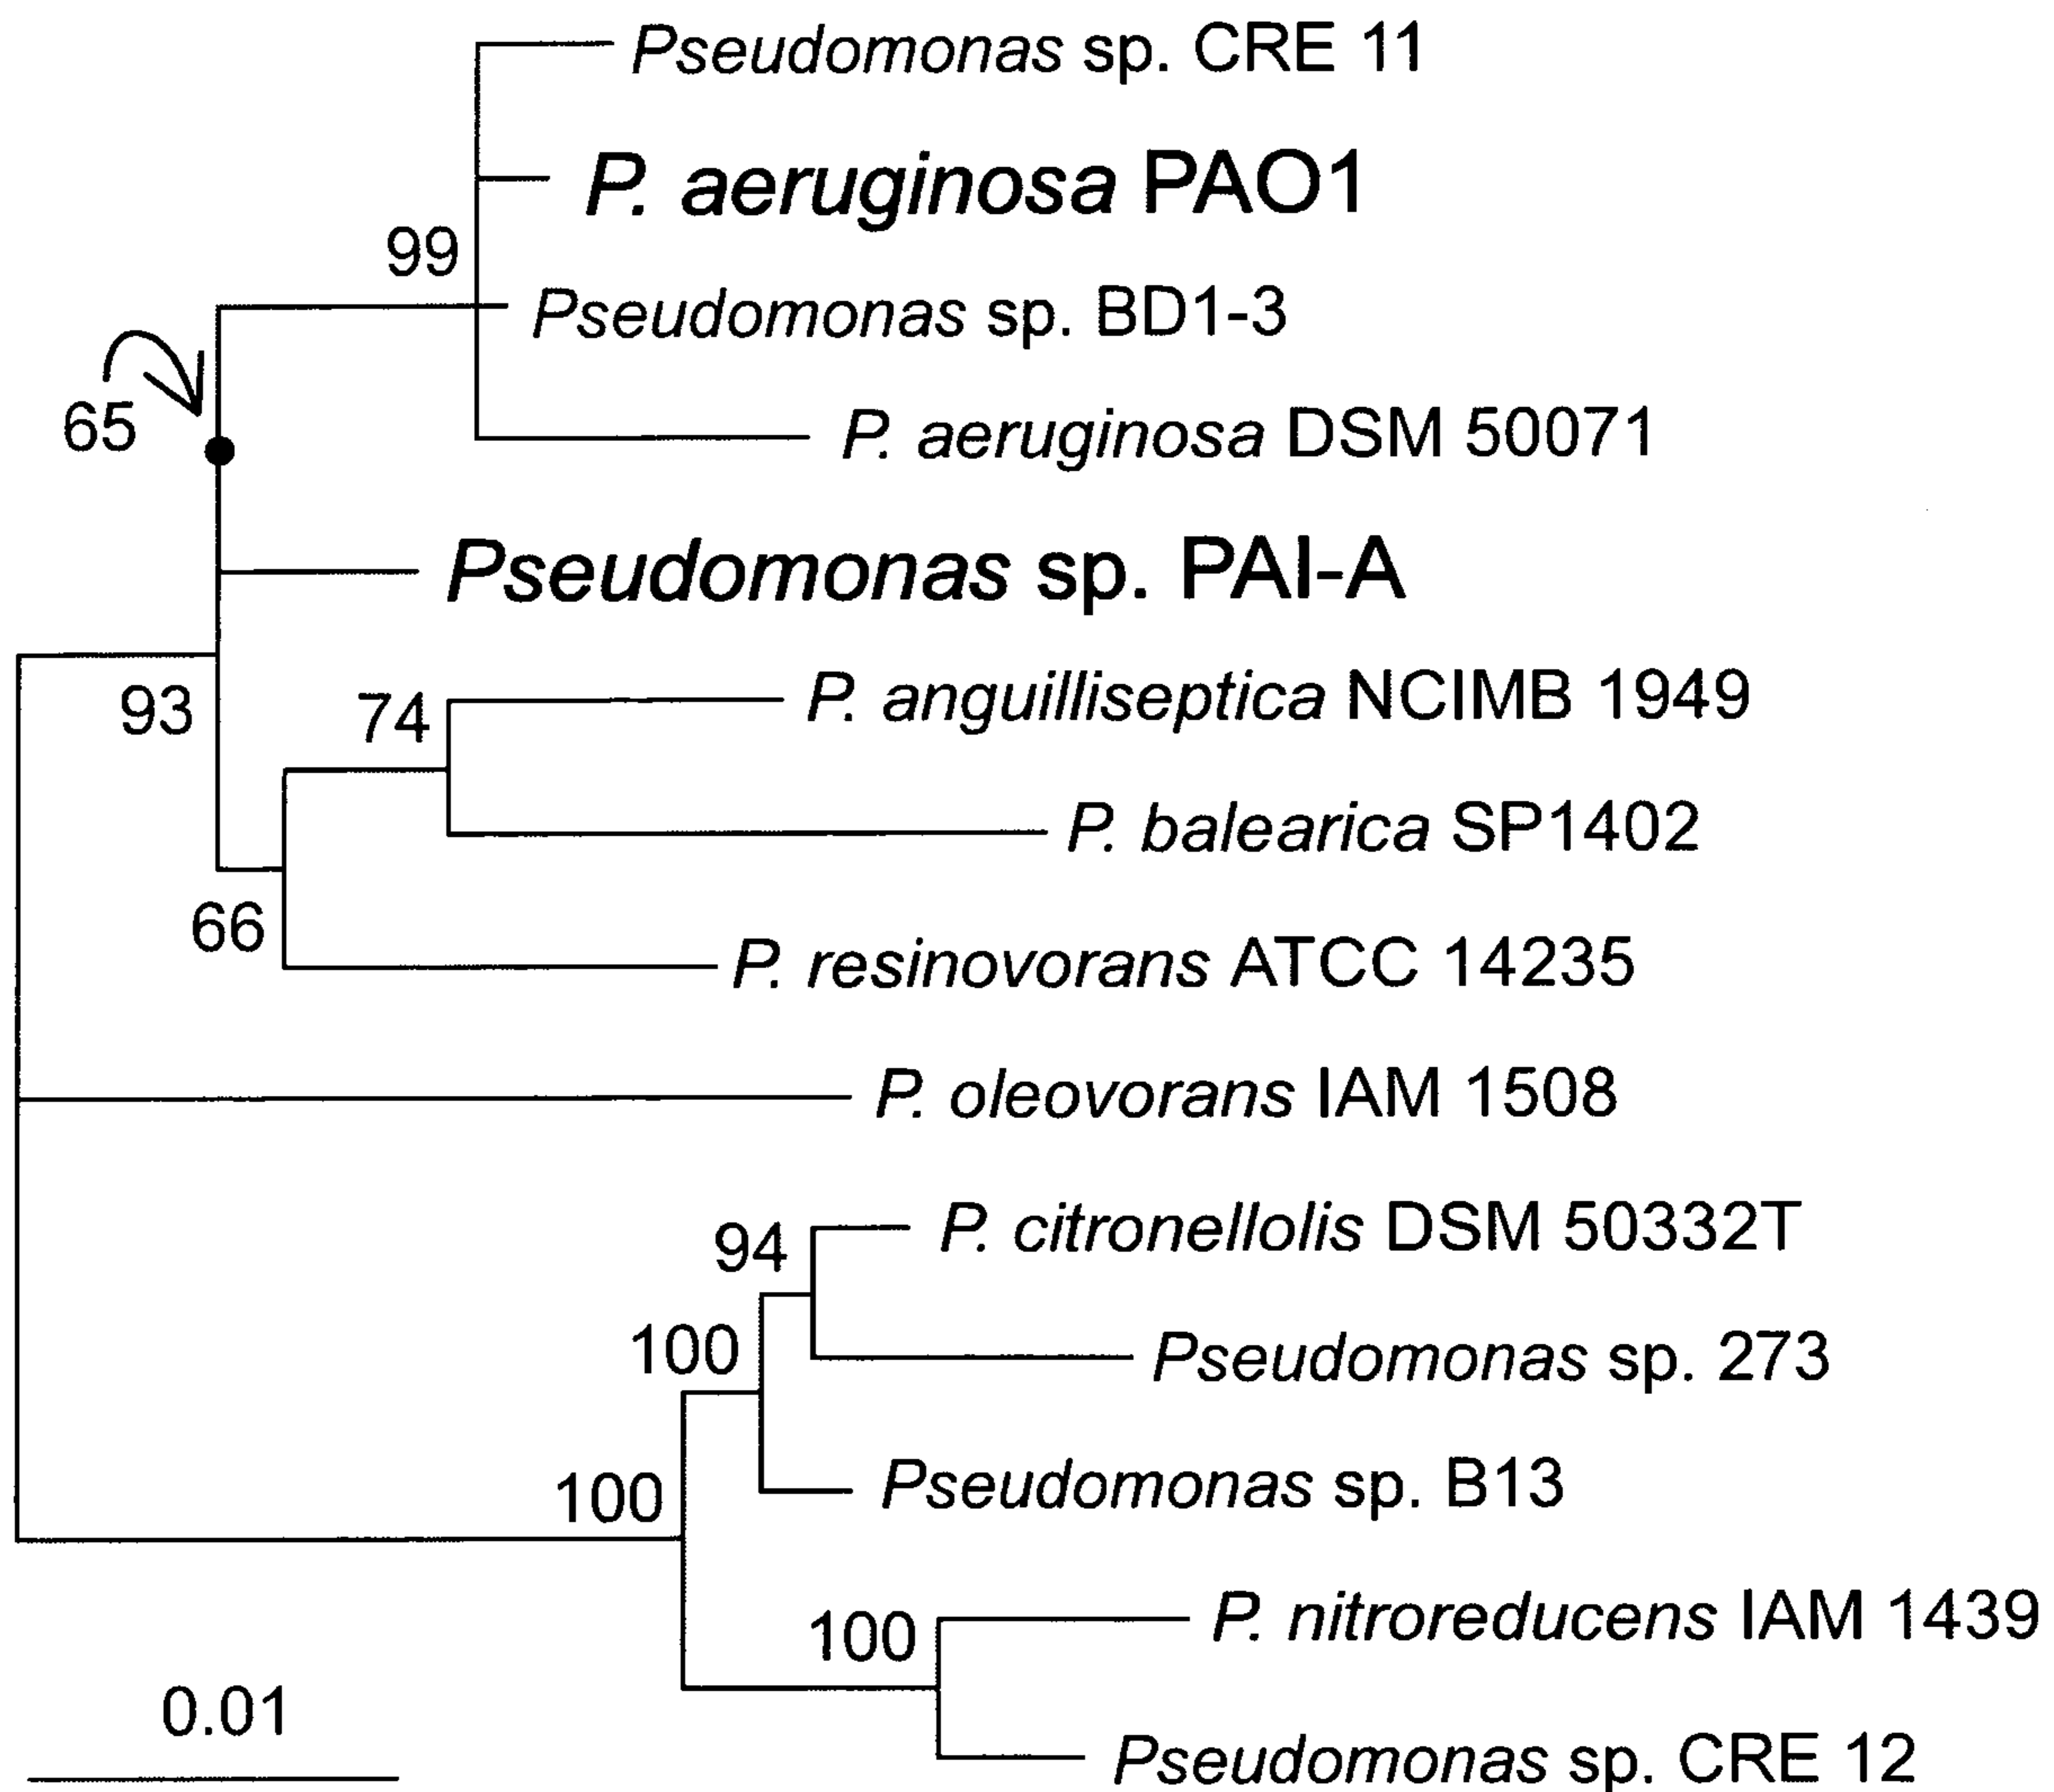 Pseudomonas sp. CRE 11
P. aeruginosa PAO1
99
Pseudomonas sp. BD1-3
65
P. aeruginosa DSM 50071
Pseudomonas sp. PAI-A
93
74
P. anguilliseptica NCIMB 1949
P. balearica SP1402
66
P. resinovorans ATCC 14235
P. oleovorans IAM 1508
94
P. citronellolis DSM 50332T
100
Pseudomonas sp. 273
100
Pseudomonas sp. B13
100
P. nitroreducens IAM 1439
0.01
Pseudomonas sp. CRE 12